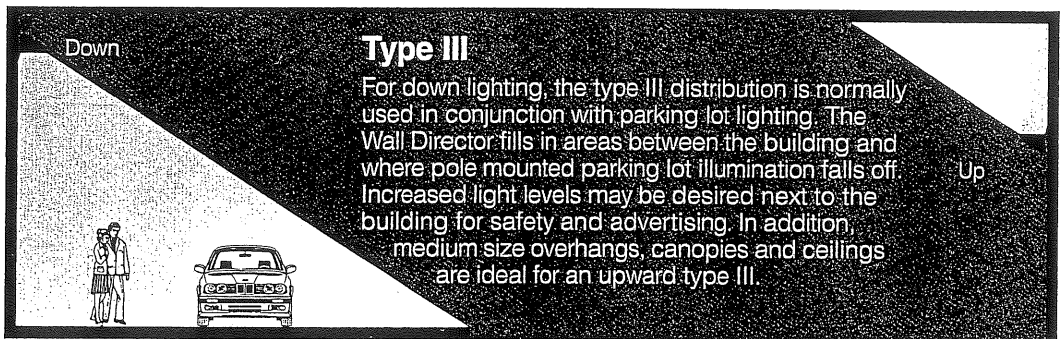 Down
Type III
For down lighting, the type III distribution is normally
used in conjunction with parking lot lighting. The
Wall Director fills in areas between the building and
where pole mounted parking lot illumination falls off.
Increased light levels may be desired next to the
building for safety and advertising. In addition,
medium size overhangs, canopies and ceilings
are ideal for an upward type III.
Up